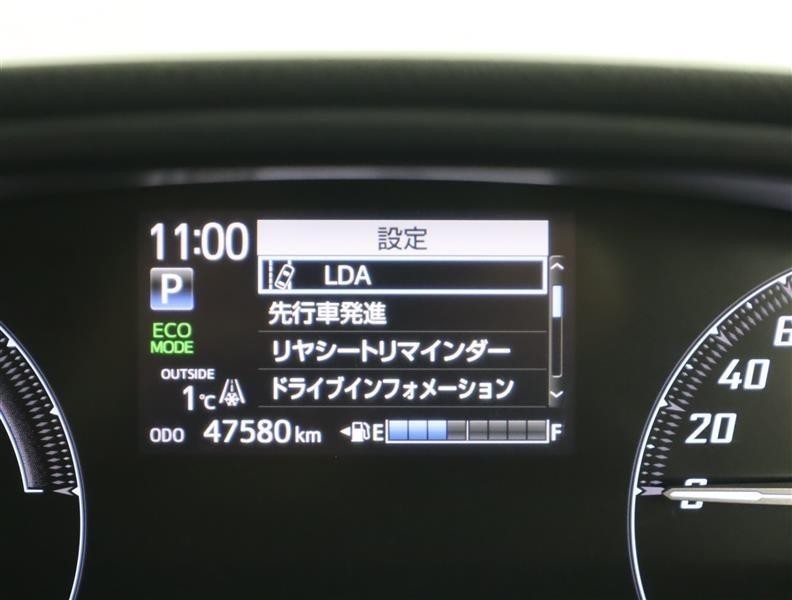 11:00
設定
P
LDA
先行車発進
ECO
MODE
リヤシートリマインダー
OUTSIDE
1℃
ドライブインフォメーション
ODO 47580 km
E F
40
20
0